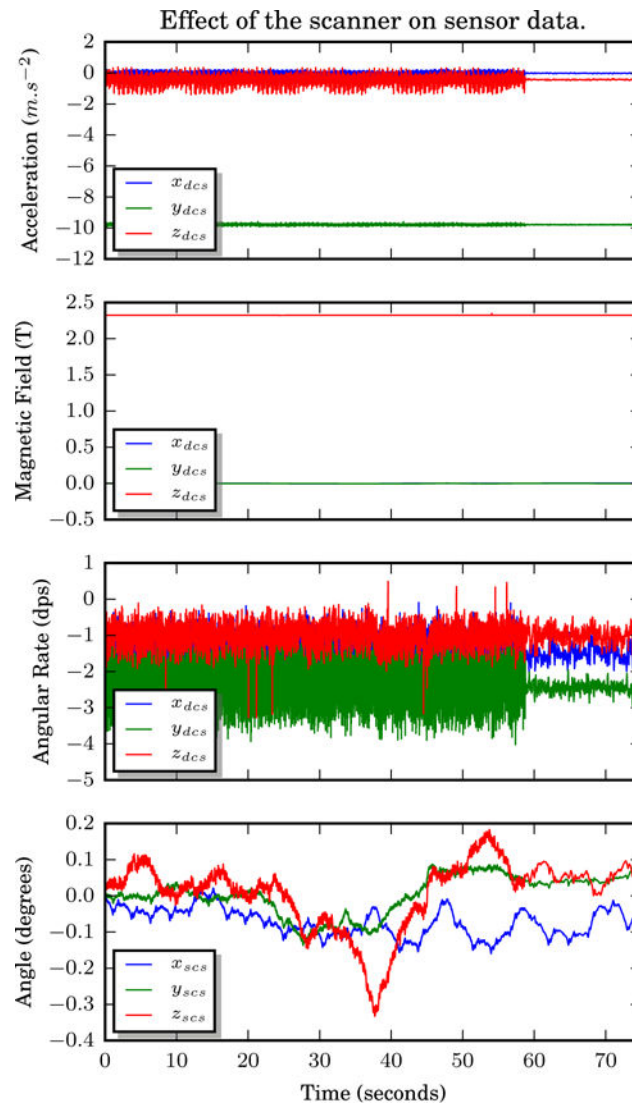 Effect of the scanner on sensor data.
Acceleration (m.s⁻²)
2
0
−2
−4
−6
−8
−10
−12
x_dcs
y_dcs
z_dcs
Magnetic Field (T)
2.5
2.0
1.5
1.0
0.5
0.0
−0.5
x_dcs
y_dcs
z_dcs
Angular Rate (dps)
1
0
−1
−2
−3
−4
−5
x_dcs
y_dcs
z_dcs
Angle (degrees)
0.2
0.1
0.0
−0.1
−0.2
−0.3
−0.4
x_scs
y_scs
z_scs
0 10 20 30 40 50 60 70
Time (seconds)